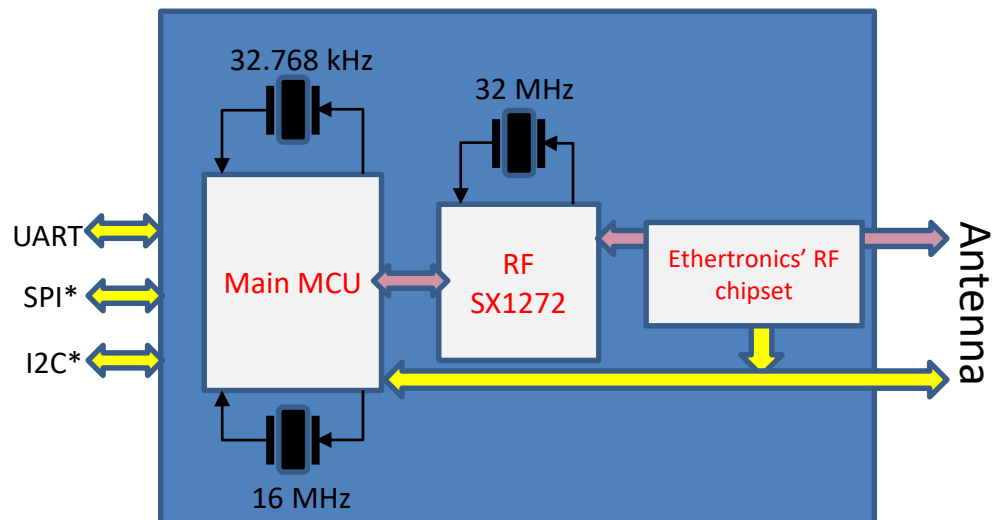 32.768 kHz
32 MHz
UART
SPI*
I2C*
Main MCU
RF
SX1272
Ethertronics’ RF
chipset
Antenna
16 MHz